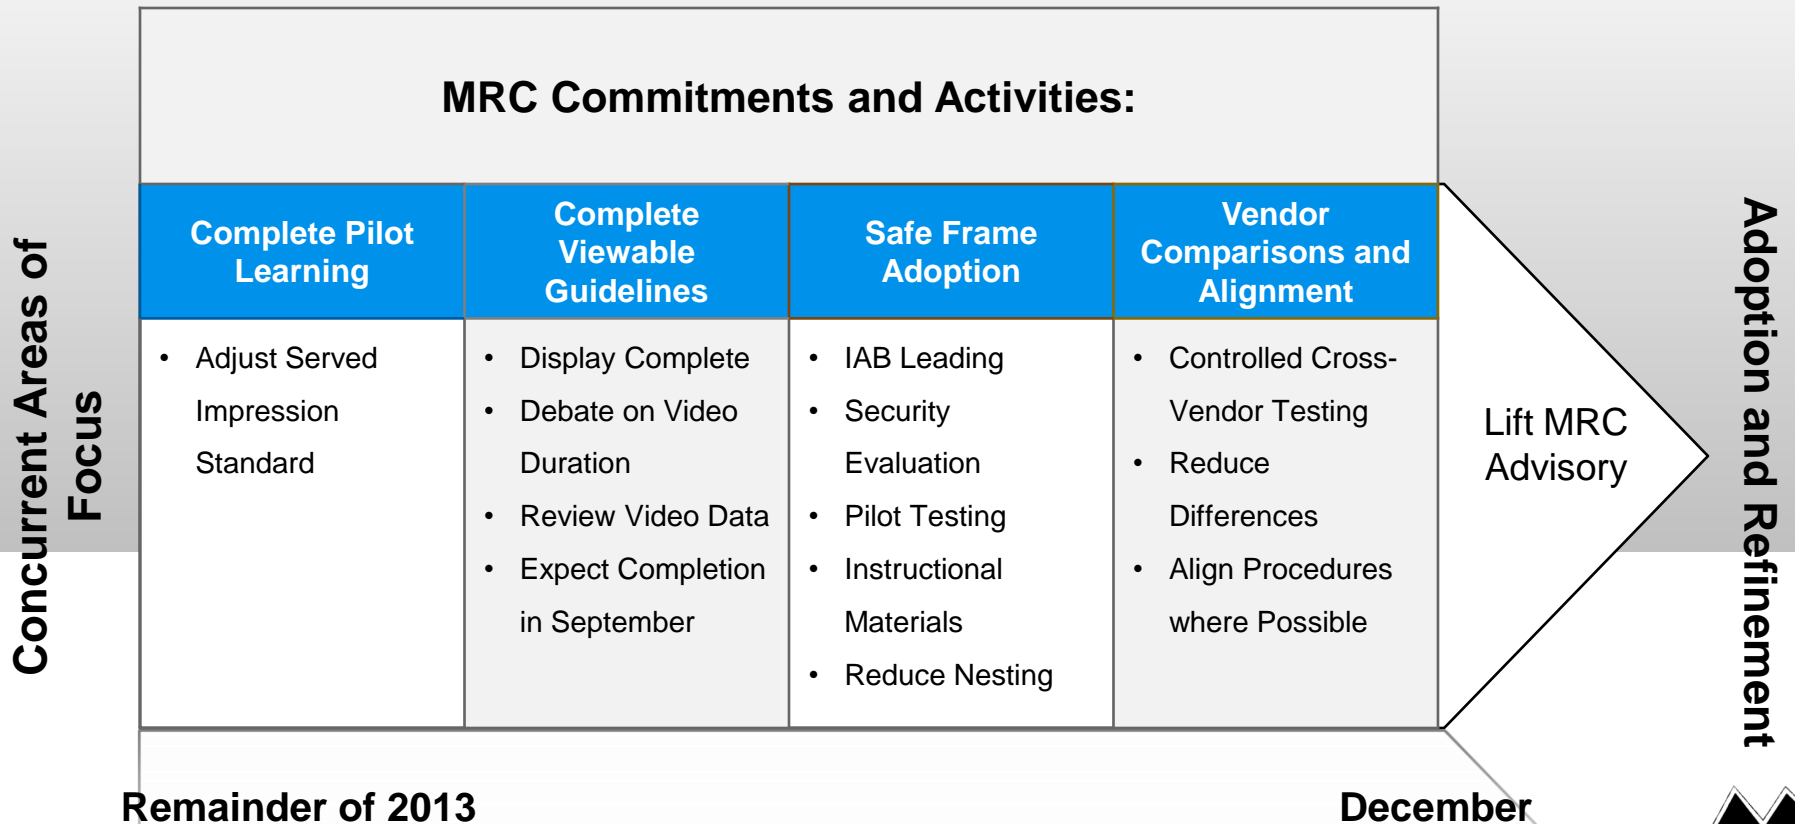 MRC Commitments and Activities:
Concurrent Areas of
Focus
Complete Pilot
Learning
• Adjust Served
Impression
Standard
Complete
Viewable
Guidelines
• Display Complete
• Debate on Video
Duration
• Review Video Data
• Expect Completion
in September
Safe Frame
Adoption
• IAB Leading
• Security
Evaluation
• Pilot Testing
• Instructional
Materials
• Reduce Nesting
Vendor
Comparisons and
Alignment
• Controlled Cross-
Vendor Testing
• Reduce
Differences
• Align Procedures
where Possible
Lift MRC
Advisory
Adoption and Refinement
Remainder of 2013
December